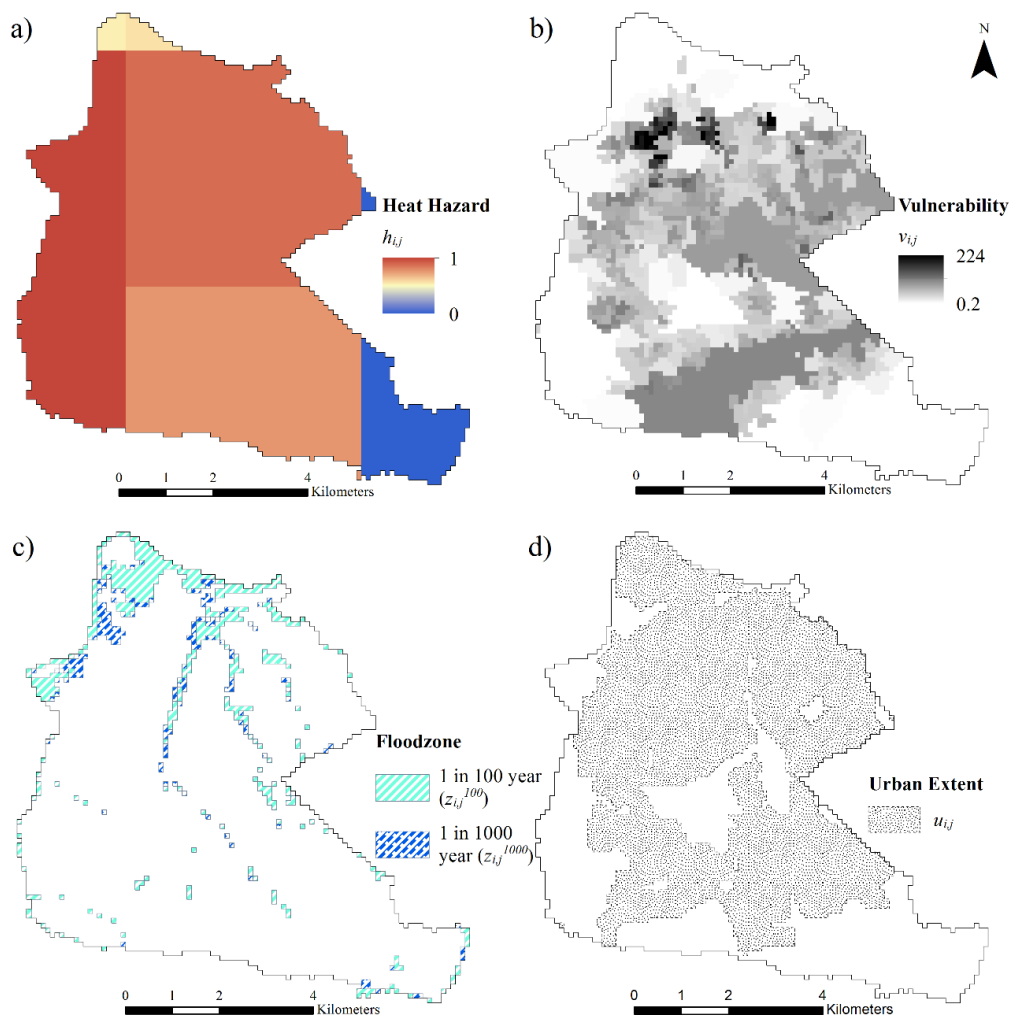 a)
Heat Hazard
hi,j
1
0
0 1 2 4
Kilometers
b)
N
Vulnerability
vi,j
224
0.2
0 1 2 4
Kilometers
c)
Floodzone
1 in 100 year
(zi,j100)
1 in 1000
year (zi,j1000)
0 1 2 4
Kilometers
d)
Urban Extent
ui,j
0 1 2 4
Kilometers